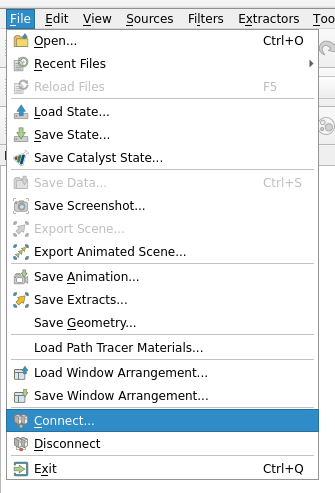 File Edit View Sources Filters Extractors Too
Open... Ctrl+O
Recent Files
Reload Files F5
Load State...
Save State...
Save Catalyst State...
Save Data... Ctrl+S
Save Screenshot...
Export Scene...
Export Animated Scene...
Save Animation...
Save Extracts...
Save Geometry...
Load Path Tracer Materials...
Load Window Arrangement...
Save Window Arrangement...
Connect...
Disconnect
Exit Ctrl+Q